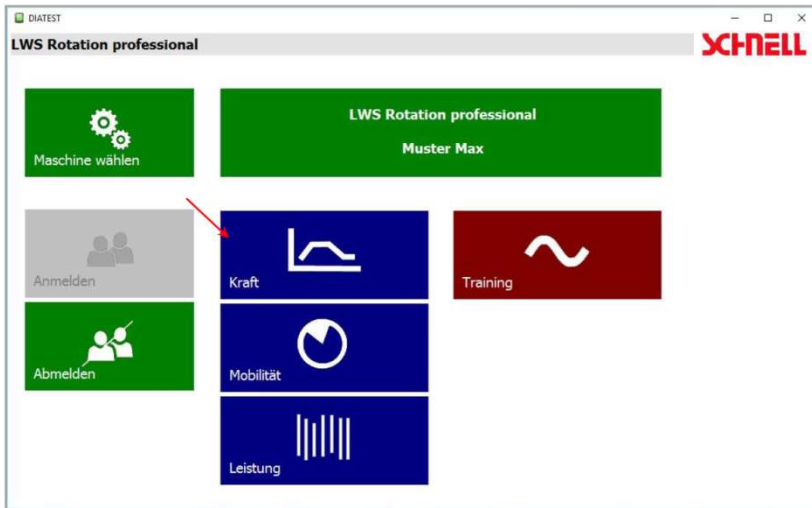 DIATEST
LWS Rotation professional
SCHNELL
Maschine wählen
LWS Rotation professional
Muster Max
Anmelden
Kraft
Training
Abmelden
Mobilität
Leistung